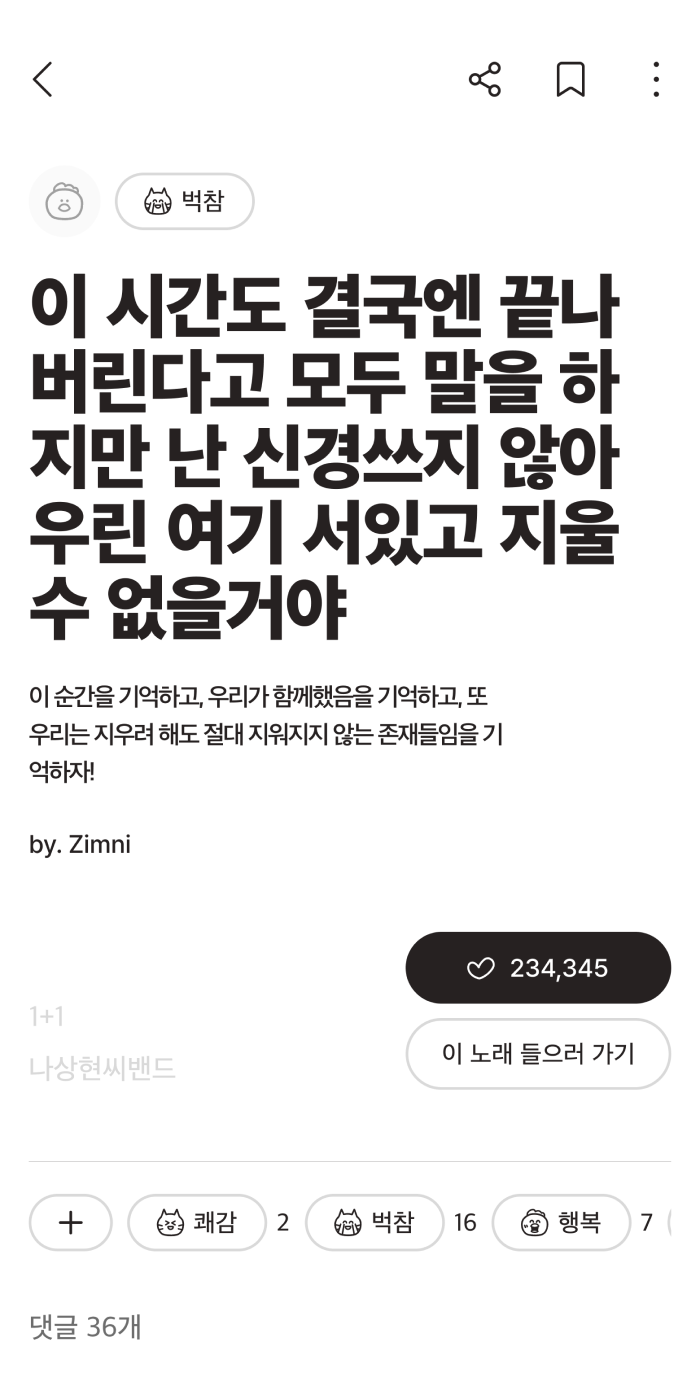 벅참
이 시간도 결국엔 끝나
버린다고 모두 말을 하
지만 난 신경쓰지 않아
우린 여기 서있고 지울
수 없을거야
이 순간을 기억하고, 우리가 함께했음을 기억하고, 또
우리는 지우려 해도 절대 지워지지 않는 존재들임을 기
억하자!
by. Zimni
234,345
1+1
이 노래 들으러 가기
나상현씨밴드
+ 쾌감 2 벅참 16 행복 7
댓글 36개